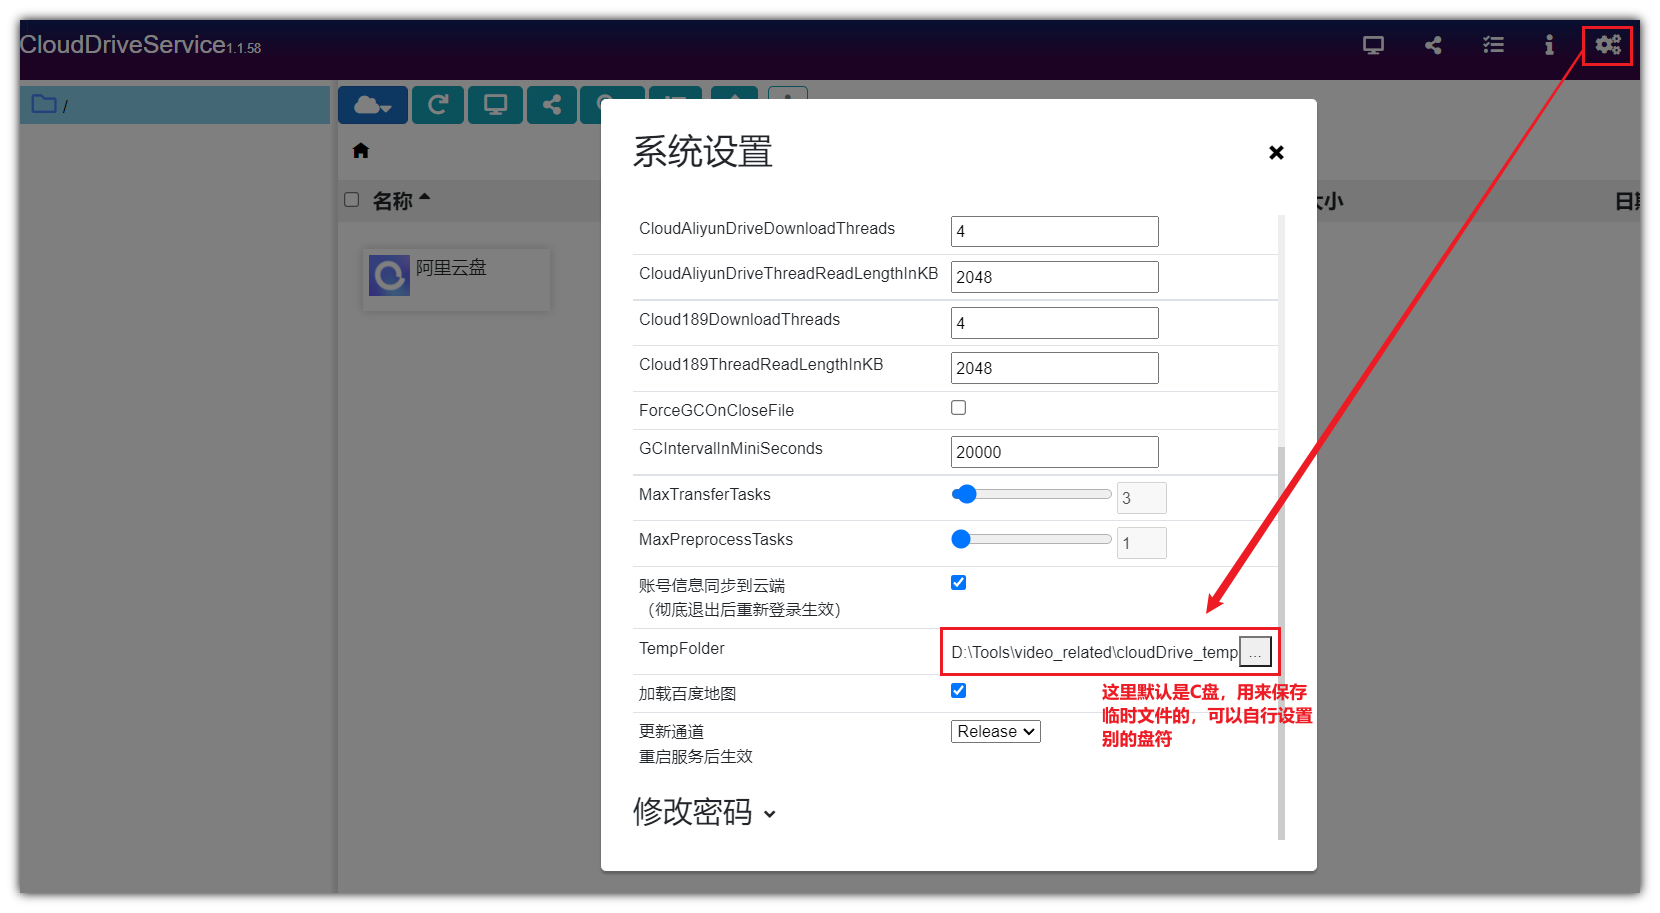 CloudDriveService1.1.58
/
名称
大小
阿里云盘
系统设置
CloudAliyunDriveDownloadThreads 4
CloudAliyunDriveThreadReadLengthInKB 2048
Cloud189DownloadThreads 4
Cloud189ThreadReadLengthInKB 2048
ForceGCOnCloseFile
GCIntervalInMiniSeconds 20000
MaxTransferTasks 3
MaxPreprocessTasks 1
账号信息同步到云端
（彻底退出后重新登录生效）
TempFolder D:\Tools\video_related\cloudDrive_temp ...
加载百度地图
这里默认是C盘，用来保存
临时文件的，可以自行设置
别的盘符
更新通道 Release
重启服务后生效
修改密码